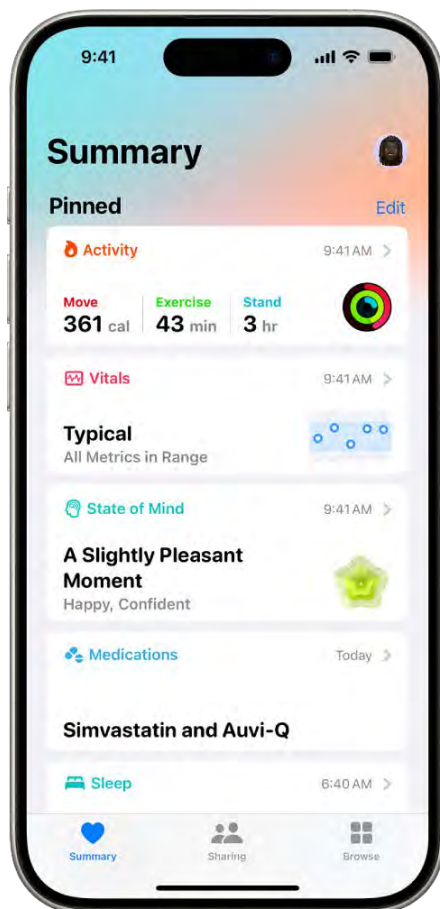 9:41
Summary
Pinned
Edit
Activity
9:41 AM
Move
Exercise
Stand
361 cal
43 min
3 hr
Vitals
9:41 AM
Typical
All Metrics in Range
State of Mind
9:41 AM
A Slightly Pleasant
Moment
Happy, Confident
Medications
Today
Simvastatin and Auvi-Q
Sleep
6:40 AM
Summary
Sharing
Browse